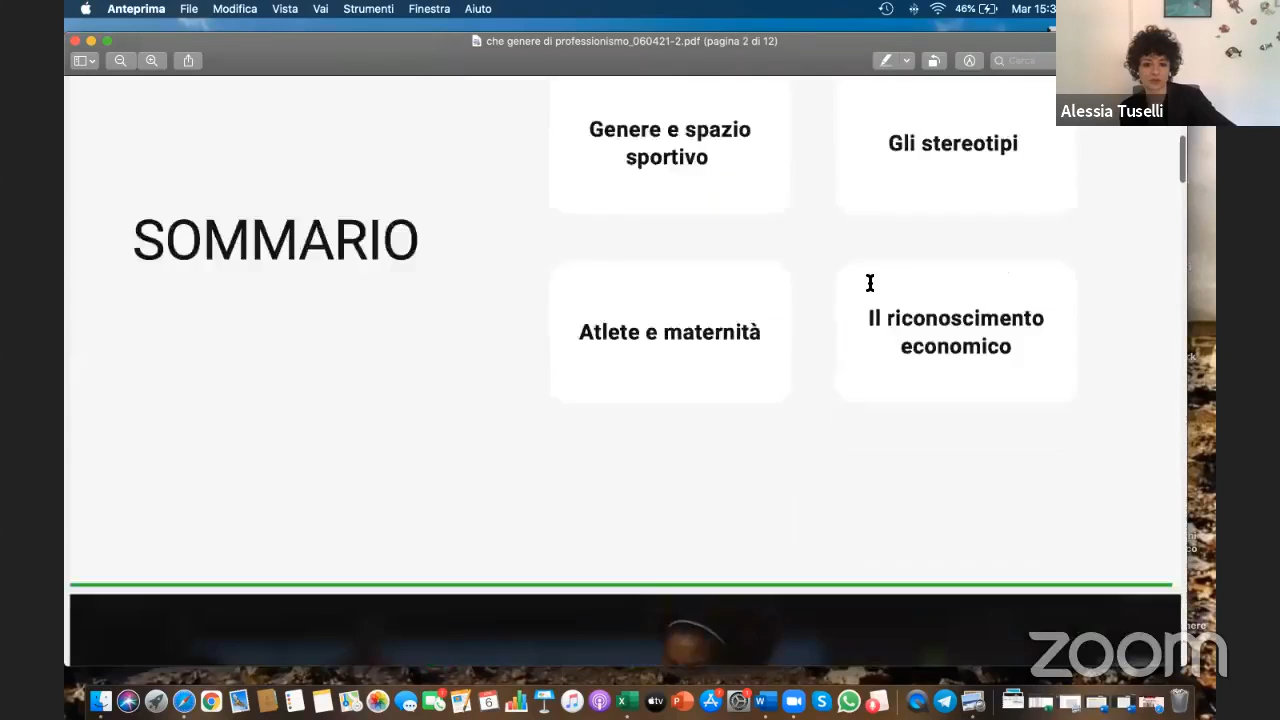 Anteprima File Modifica Vista Vai Strumenti Finestra Aiuto 46% Mar 15:3
che genere di professionismo_060421-2.pdf (pagina 2 di 12)
Cerca
Alessia Tuselli
Genere e spazio
sportivo
Gli stereotipi
SOMMARIO
Atlete e maternità
Il riconoscimento
economico
zoom